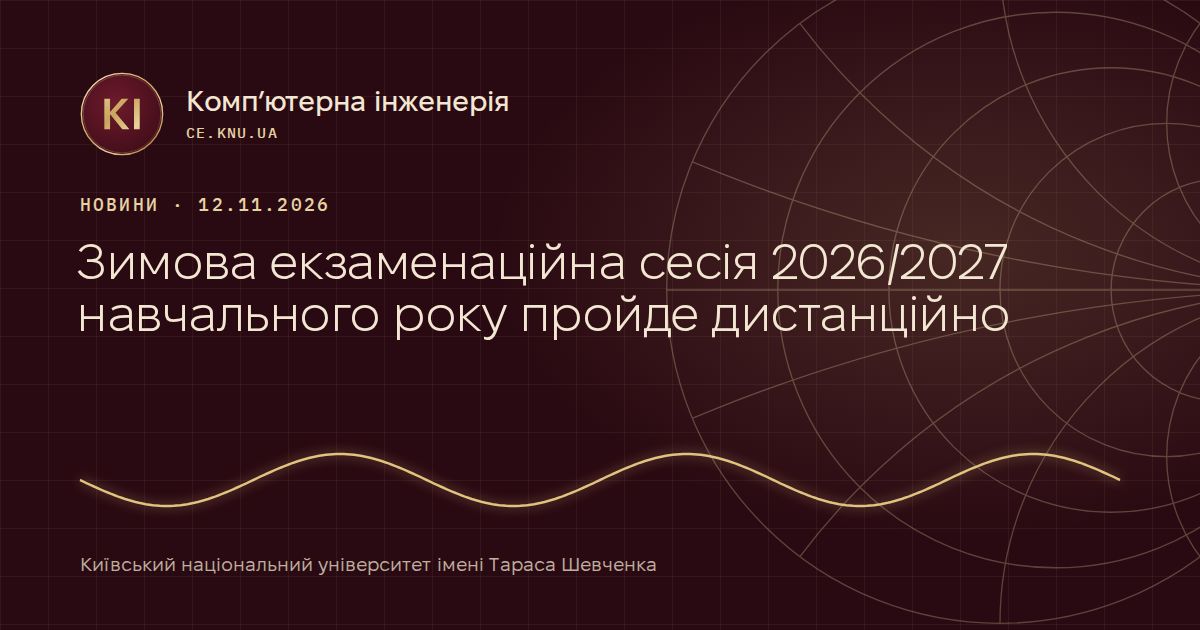 КІ
Комп’ютерна інженерія
CE.KNU.UA
НОВИНИ · 12.11.2026
Зимова екзаменаційна сесія 2026/2027
навчального року пройде дистанційно
Київський національний університет імені Тараса Шевченка